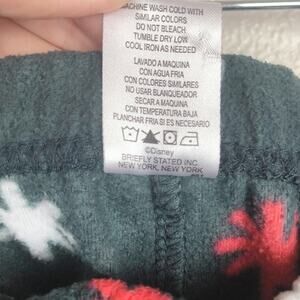 MACHINE WASH COLD WITH
SIMILAR COLORS
DO NOT BLEACH
TUMBLE DRY LOW
COOL IRON AS NEEDED
LAVADO A MAQUINA
CON AGUA FRIA
CON COLORES SIMILARES
NO USAR BLANQUEADOR
SECAR A MAQUINA
DURANTE BAJA TEMPERATURA
PLANCHAR FRIA SI ES NECESARIO
©Disney
BRIEFLY STATED INC.
NEW YORK, NEW YORK